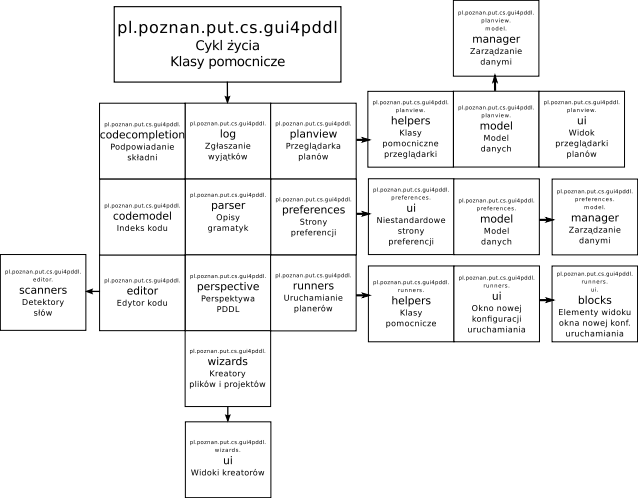 pl.poznan.put.cs.gui4pddl
Cykl życia
Klasy pomocnicze
pl.poznan.put.cs.gui4pddl.
planview.
model.
manager
Zarządzanie
danymi
pl.poznan.put.cs.gui4pddl.
codecompletion
Podpowiadanie
składni
pl.poznan.put.cs.gui4pddl.
log
Zgłaszanie
wyjątków
pl.poznan.put.cs.gui4pddl.
planview
Przeglądarka
planów
pl.poznan.put.cs.gui4pddl.
planview.
helpers
Klasy
pomocnicze
przeglądarki
pl.poznan.put.cs.gui4pddl.
planview.
model
Model
danych
pl.poznan.put.cs.gui4pddl.
planview.
ui
Widok
przeglądarki
planów
pl.poznan.put.cs.gui4pddl.
codemodel
Indeks kodu
pl.poznan.put.cs.gui4pddl.
parser
Opisy
gramatyk
pl.poznan.put.cs.gui4pddl.
preferences
Strony
preferencji
pl.poznan.put.cs.gui4pddl.
preferences.
ui
Niestandardowe
strony
preferencji
pl.poznan.put.cs.gui4pddl.
preferences.
model
Model
danych
pl.poznan.put.cs.gui4pddl.
preferences.
model.
manager
Zarządzanie
danymi
pl.poznan.put.cs.gui4pddl.
editor.
scanners
Detektory
słów
pl.poznan.put.cs.gui4pddl.
editor
Edytor kodu
pl.poznan.put.cs.gui4pddl.
perspective
Perspektywa
PDDL
pl.poznan.put.cs.gui4pddl.
runners
Uruchamianie
planerów
pl.poznan.put.cs.gui4pddl.
runners.
helpers
Klasy
pomocnicze
pl.poznan.put.cs.gui4pddl.
runners.
ui
Okno nowej
konfiguracji
uruchamiania
pl.poznan.put.cs.gui4pddl.
runners.
ui.
blocks
Elementy widoku
okna nowej konf.
uruchamiania
pl.poznan.put.cs.gui4pddl.
wizards
Kreatory
plików i projektów
pl.poznan.put.cs.gui4pddl.
wizards.
ui
Widoki kreatorów